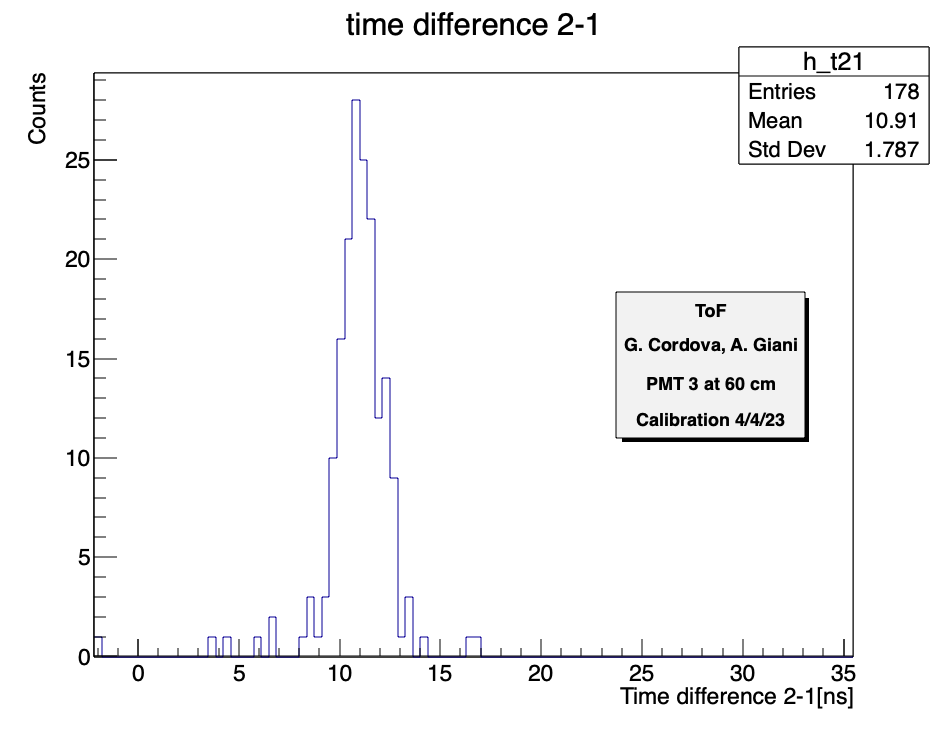 time difference 2-1
h_t21
Entries 178
Mean 10.91
Std Dev 1.787
Counts
25
20
15
10
5
0
ToF
G. Cordova, A. Giani
PMT 3 at 60 cm
Calibration 4/4/23
0 5 10 15 20 25 30 35
Time difference 2-1[ns]